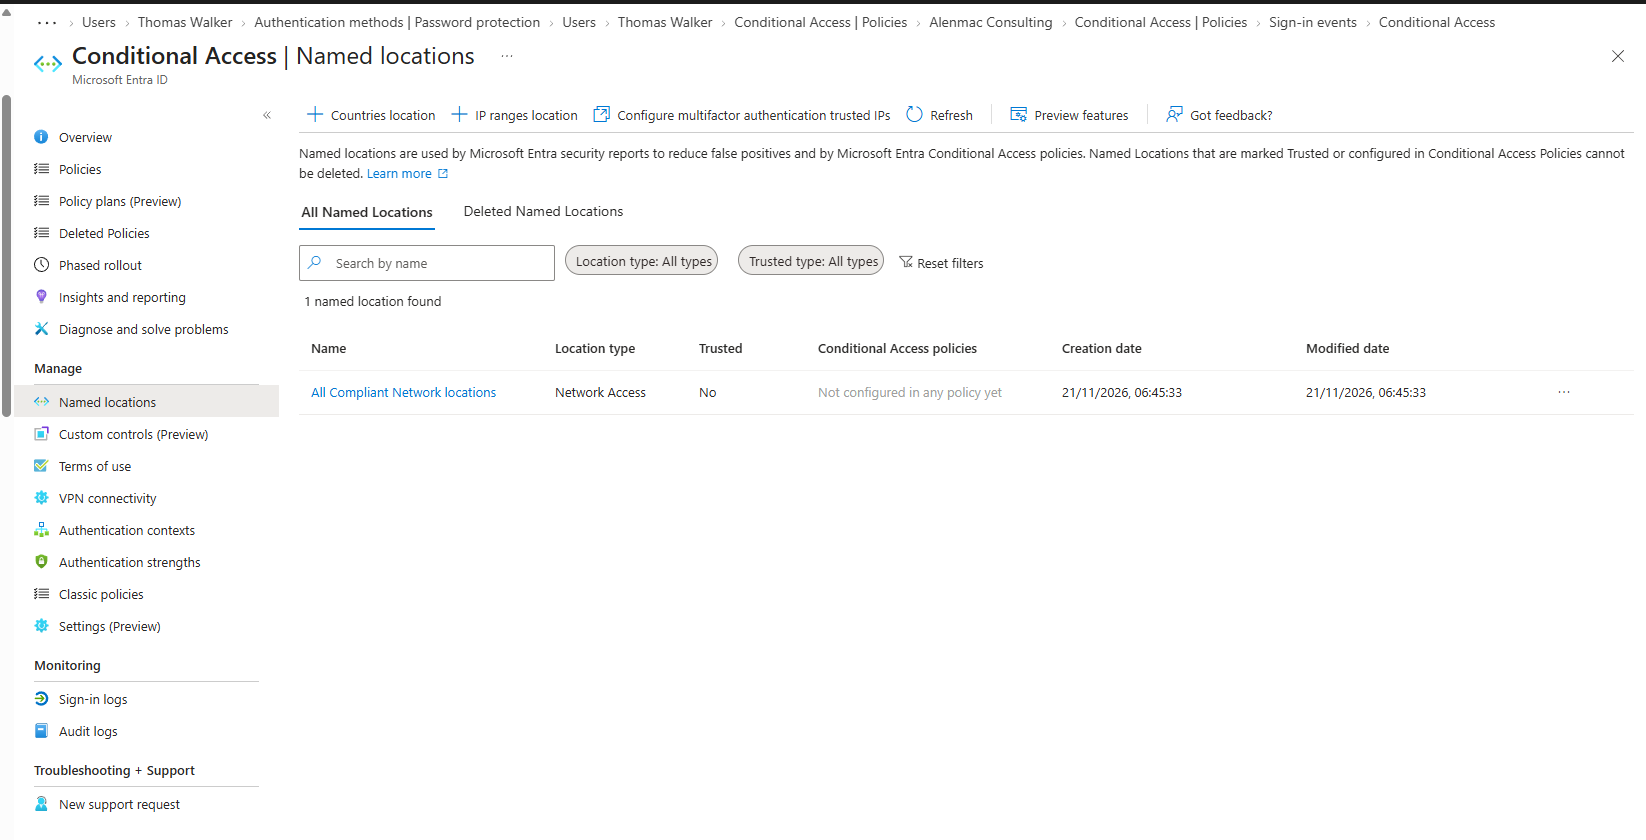 ··· › Users › Thomas Walker › Authentication methods | Password protection › Users › Thomas Walker › Conditional Access | Policies › Alenmac Consulting › Conditional Access | Policies › Sign-in events › Conditional Access
Conditional Access | Named locations ···
Microsoft Entra ID
«
Overview
Policies
Policy plans (Preview)
Deleted Policies
Phased rollout
Insights and reporting
Diagnose and solve problems
Manage
Named locations
Custom controls (Preview)
Terms of use
VPN connectivity
Authentication contexts
Authentication strengths
Classic policies
Settings (Preview)
Monitoring
Sign-in logs
Audit logs
Troubleshooting + Support
New support request
Countries location IP ranges location Configure multifactor authentication trusted IPs Refresh Preview features Got feedback?
Named locations are used by Microsoft Entra security reports to reduce false positives and by Microsoft Entra Conditional Access policies. Named Locations that are marked Trusted or configured in Conditional Access Policies cannot
be deleted. Learn more
All Named Locations Deleted Named Locations
Search by name Location type: All types Trusted type: All types Reset filters
1 named location found
Name Location type Trusted Conditional Access policies Creation date Modified date
All Compliant Network locations Network Access No Not configured in any policy yet 21/11/2026, 06:45:33 21/11/2026, 06:45:33 ···